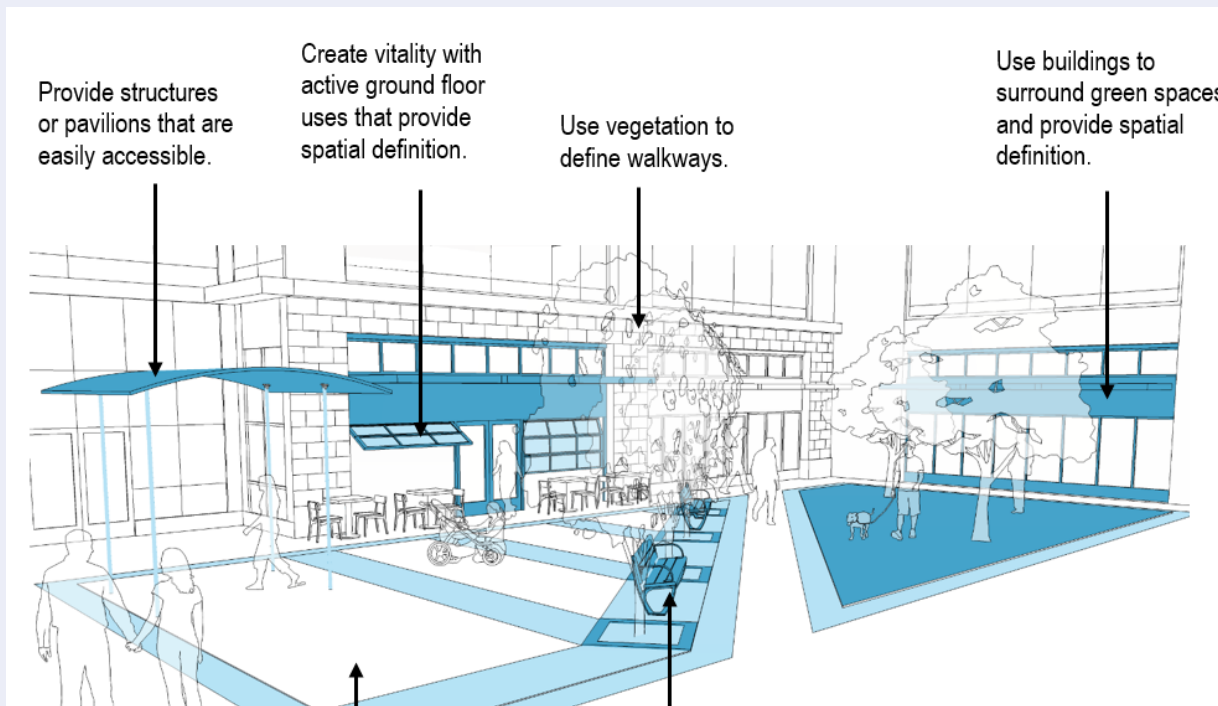 Provide structures
or pavilions that are
easily accessible.
Create vitality with
active ground floor
uses that provide
spatial definition.
Use vegetation to
define walkways.
Use buildings to
surround green spaces
and provide spatial
definition.